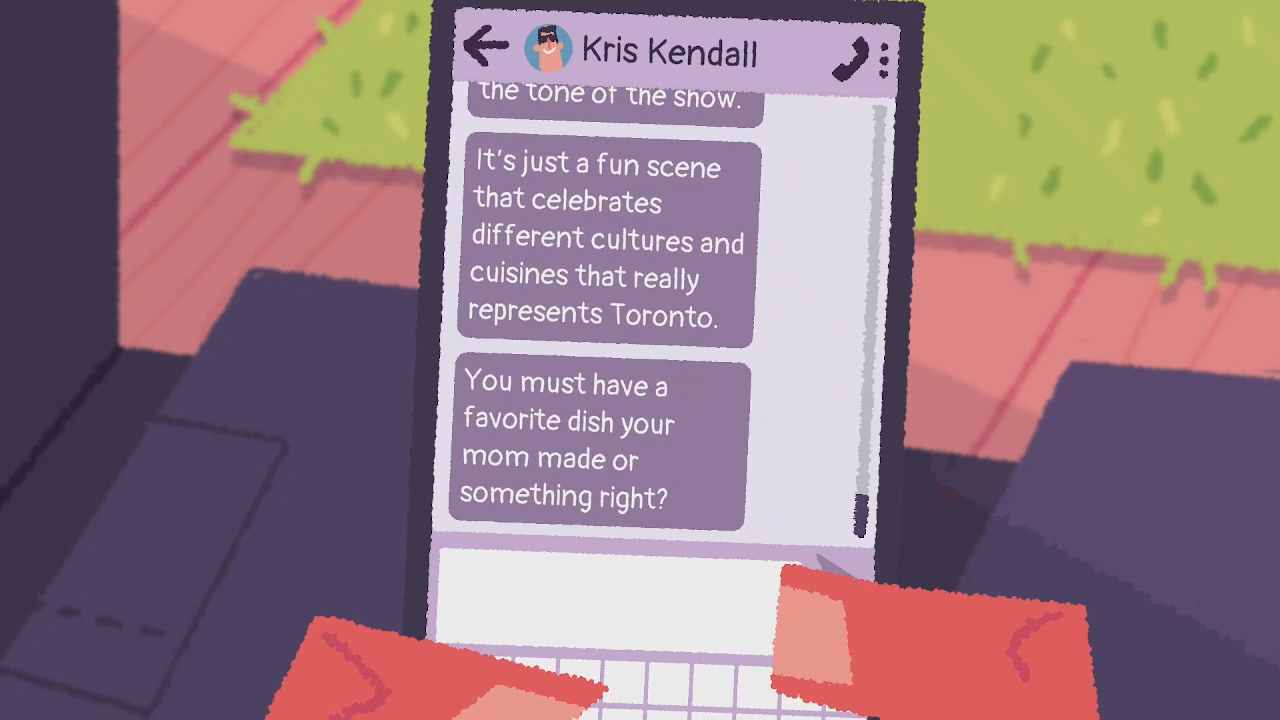 Kris Kendall
the tone of the show.
It's just a fun scene
that celebrates
different cultures and
cuisines that really
represents Toronto.
You must have a
favorite dish your
mom made or
something right?